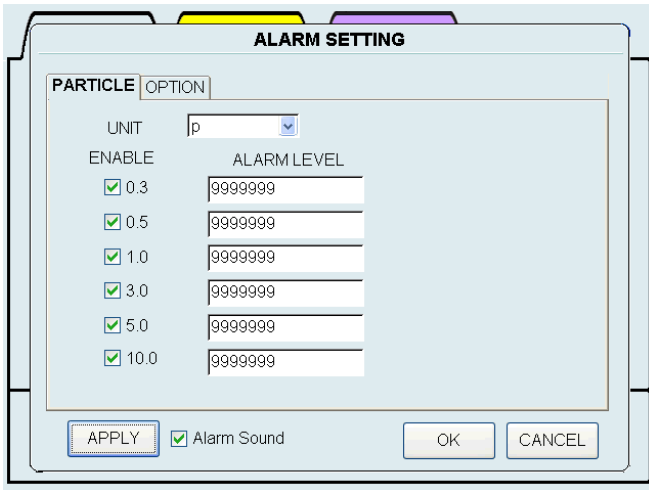 ALARM SETTING
PARTICLE OPTION
UNIT p
ENABLE ALARM LEVEL
0.3 9999999
0.5 9999999
1.0 9999999
3.0 9999999
5.0 9999999
10.0 9999999
APPLY Alarm Sound OK CANCEL